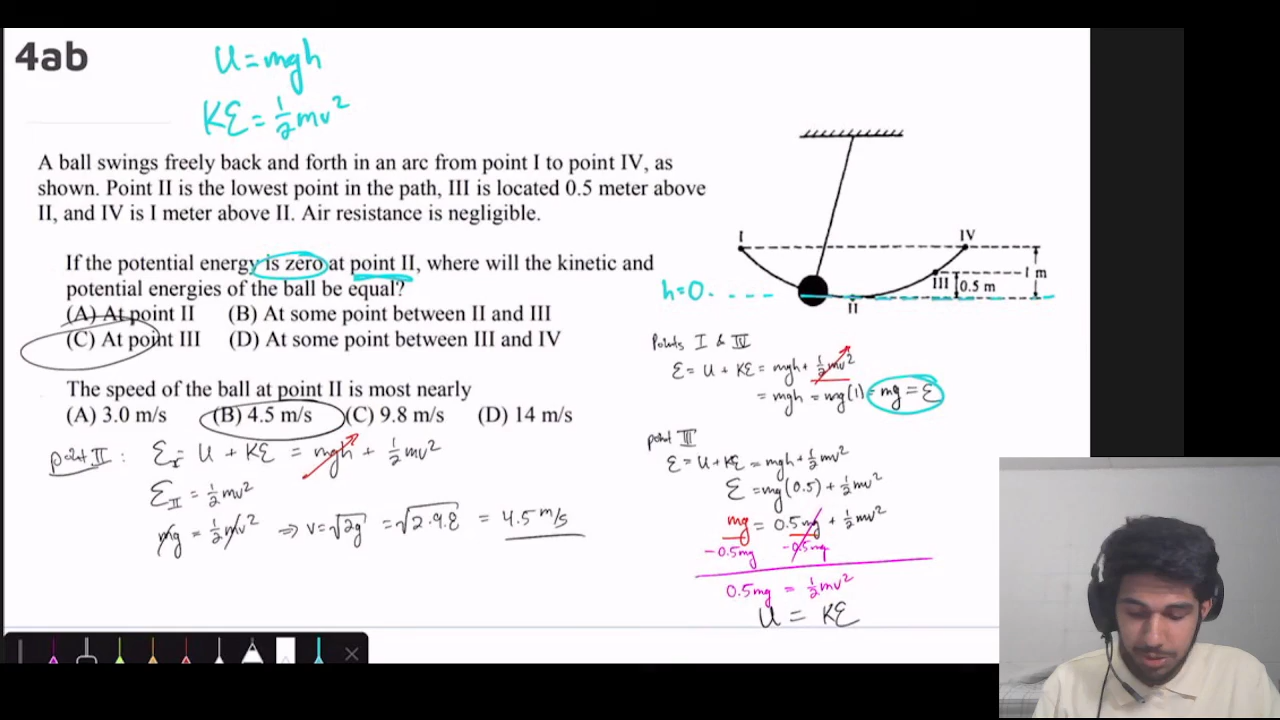 4ab
U=mgh
KE=½mv²
A ball swings freely back and forth in an arc from point I to point IV, as
shown. Point II is the lowest point in the path, III is located 0.5 meter above
II, and IV is I meter above II. Air resistance is negligible.
If the potential energy is zero at point II, where will the kinetic and
potential energies of the ball be equal?
(A) At point II (B) At some point between II and III
(C) At point III (D) At some point between III and IV
The speed of the ball at point II is most nearly
(A) 3.0 m/s (B) 4.5 m/s (C) 9.8 m/s (D) 14 m/s
point II : E_I = U + KE = mgh + ½mv²
E_II = ½mv²
mg = ½mv² ⇒ v=√2g = √2·9.8 = 4.5 m/s
I
IV
III
1 m
0.5 m
h=0
II
Points I & IV
E = U + KE = mgh + ½mv²
= mgh = mg(1) = mg = E
point III
E = U + KE = mgh + ½mv²
E = mg(0.5) + ½mv²
mg = 0.5mg + ½mv²
-0.5mg -0.5mg
0.5mg = ½mv²
U = KE